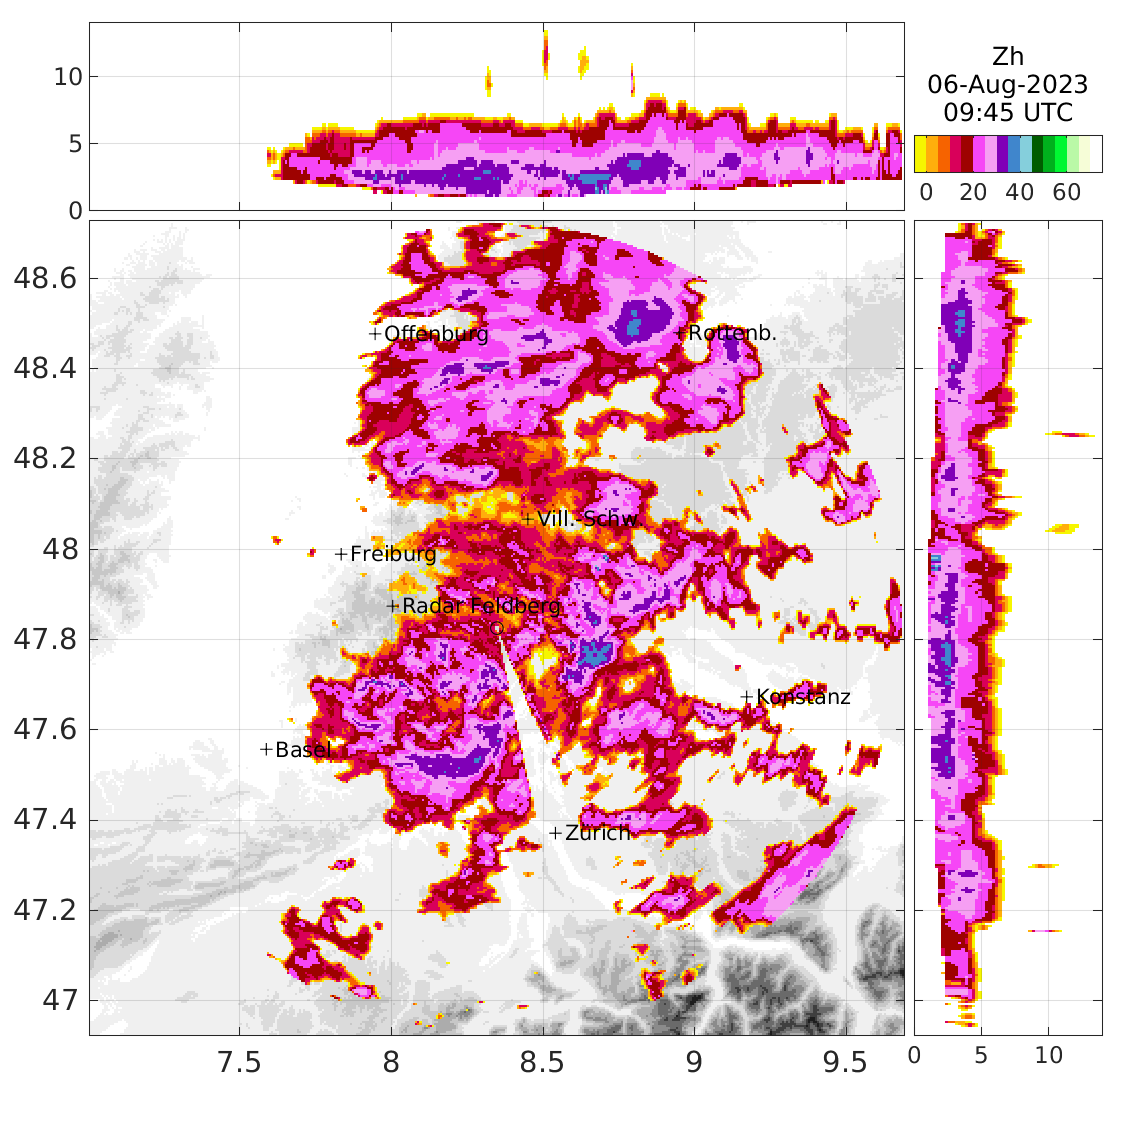 10
5
0
Zh
06-Aug-2023
09:45 UTC
0 20 40 60
48.6
48.4
48.2
48
47.8
47.6
47.4
47.2
47
+Offenburg
+Rottenb.
+Vill.-Schw.
+Freiburg
+Radar Feldberg
+Konstanz
+Basel
+Zurich
7.5 8 8.5 9 9.5
0 5 10